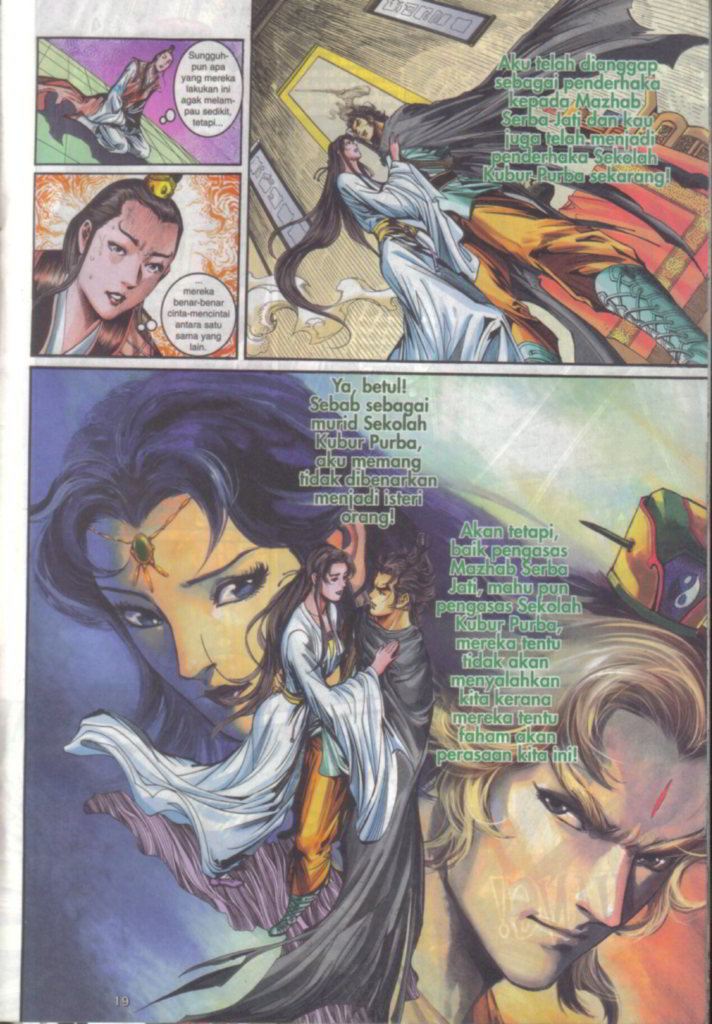 Sungguh-
pun apa
yang mereka
lakukan ini
agak melam-
pau sedikit,
tetapi...
...
mereka
benar-benar
cinta-mencintai
antara satu
sama yang
lain.
Aku telah dianggap
sebagai penderhaka
kepada Mazhab
Serba Jati dan kau
juga telah menjadi
penderhaka Sekolah
Kubur Purba sekarang!
Ya, betul!
Sebab sebagai
murid Sekolah
Kubur Purba,
aku memang
tidak dibenarkan
menjadi isteri
orang!
Akan tetapi,
baik pengasas
Mazhab Serba
Jati, mahu pun
pengasas Sekolah
Kubur Purba,
mereka tentu
tidak akan
menyalahkan
kita kerana
mereka tentu
faham akan
perasaan kita ini!
19